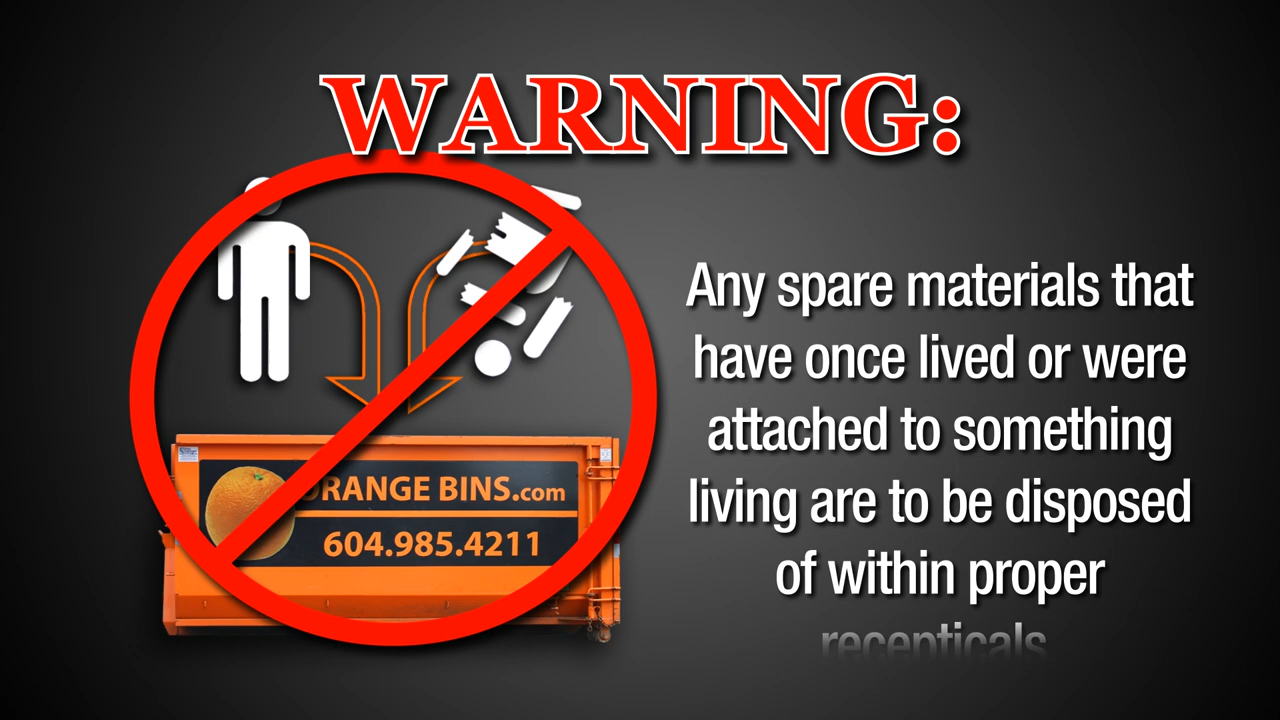 WARNING:
Any spare materials that
have once lived or were
attached to something
living are to be disposed
of within proper
recepticals
ORANGE BINS.com
604.985.4211